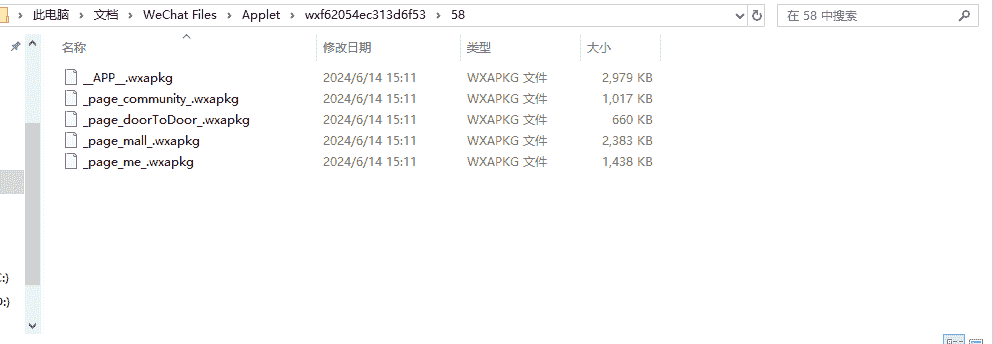 此电脑 › 文档 › WeChat Files › Applet › wxf62054ec313d6f53 › 58
在 58 中搜索
名称 修改日期 类型 大小
__APP__.wxapkg 2024/6/14 15:11 WXAPKG 文件 2,979 KB
_page_community_.wxapkg 2024/6/14 15:11 WXAPKG 文件 1,017 KB
_page_doorToDoor_.wxapkg 2024/6/14 15:11 WXAPKG 文件 660 KB
_page_mall_.wxapkg 2024/6/14 15:11 WXAPKG 文件 2,383 KB
_page_me_.wxapkg 2024/6/14 15:11 WXAPKG 文件 1,438 KB
:)
):)